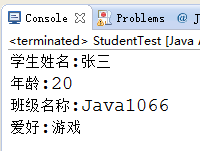 Console Problems @ J
<terminated> StudentTest [Java A
学生姓名:张三
年龄:20
班级名称:Java1066
爱好:游戏